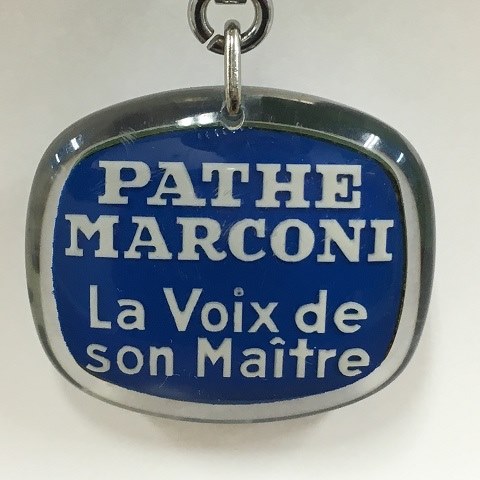 PATHE
MARCONI
La Voix de
son Maître